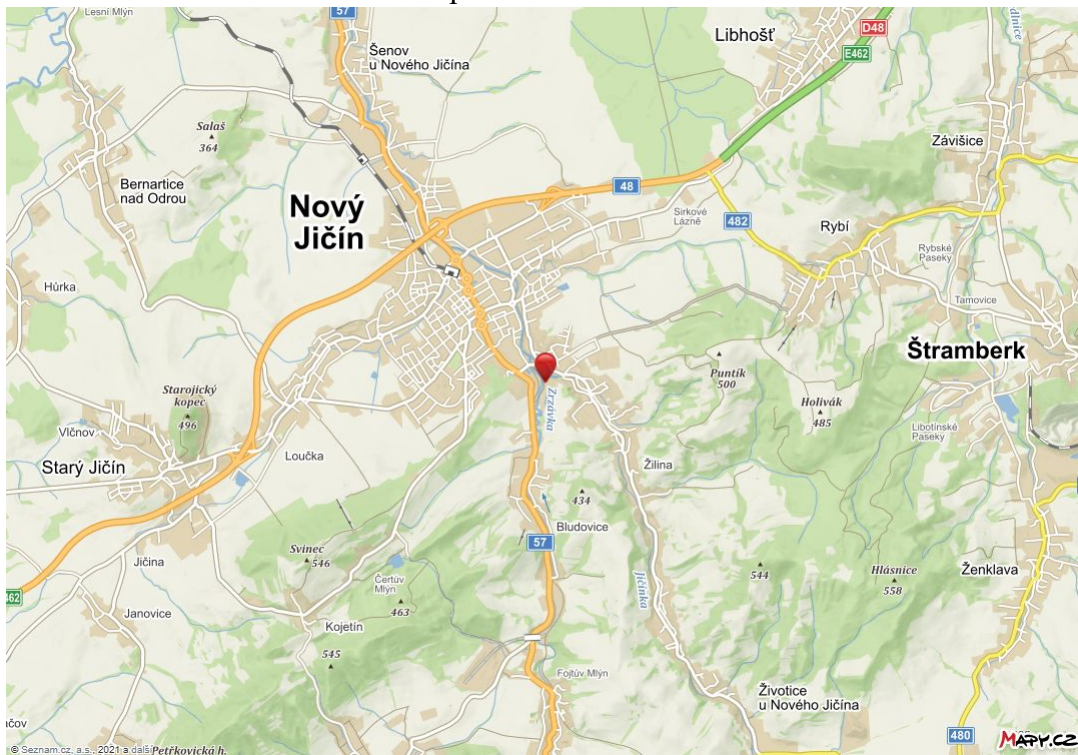 Lesní Mlýn
57
Šenov
u Nového Jičína
Libhošť
D48
E462
Salaš
364
Závišice
Bernartice
nad Odrou
Nový
Jičín
48
482
Sirkové
Lázně
Rybí
Rybské
Paseky
Hůrka
Tamovice
Štramberk
Puntík
500
Starojický
kopec
496
Holivák
485
Zrzávka
Vlčnov
Libotínské
Paseky
Starý Jičín
Loučka
Žilina
434
Bludovice
57
Svinec
546
Jičina
Čertův
Mlýn
463
Jičínka
544
Hlásnice
558
Ženklava
462
Janovice
Kojetín
545
Fojtův Mlýn
Životice
u Nového Jičína
480
Petřkovická h.
© Seznam.cz, a.s., 2021 a další
MAPY.CZ